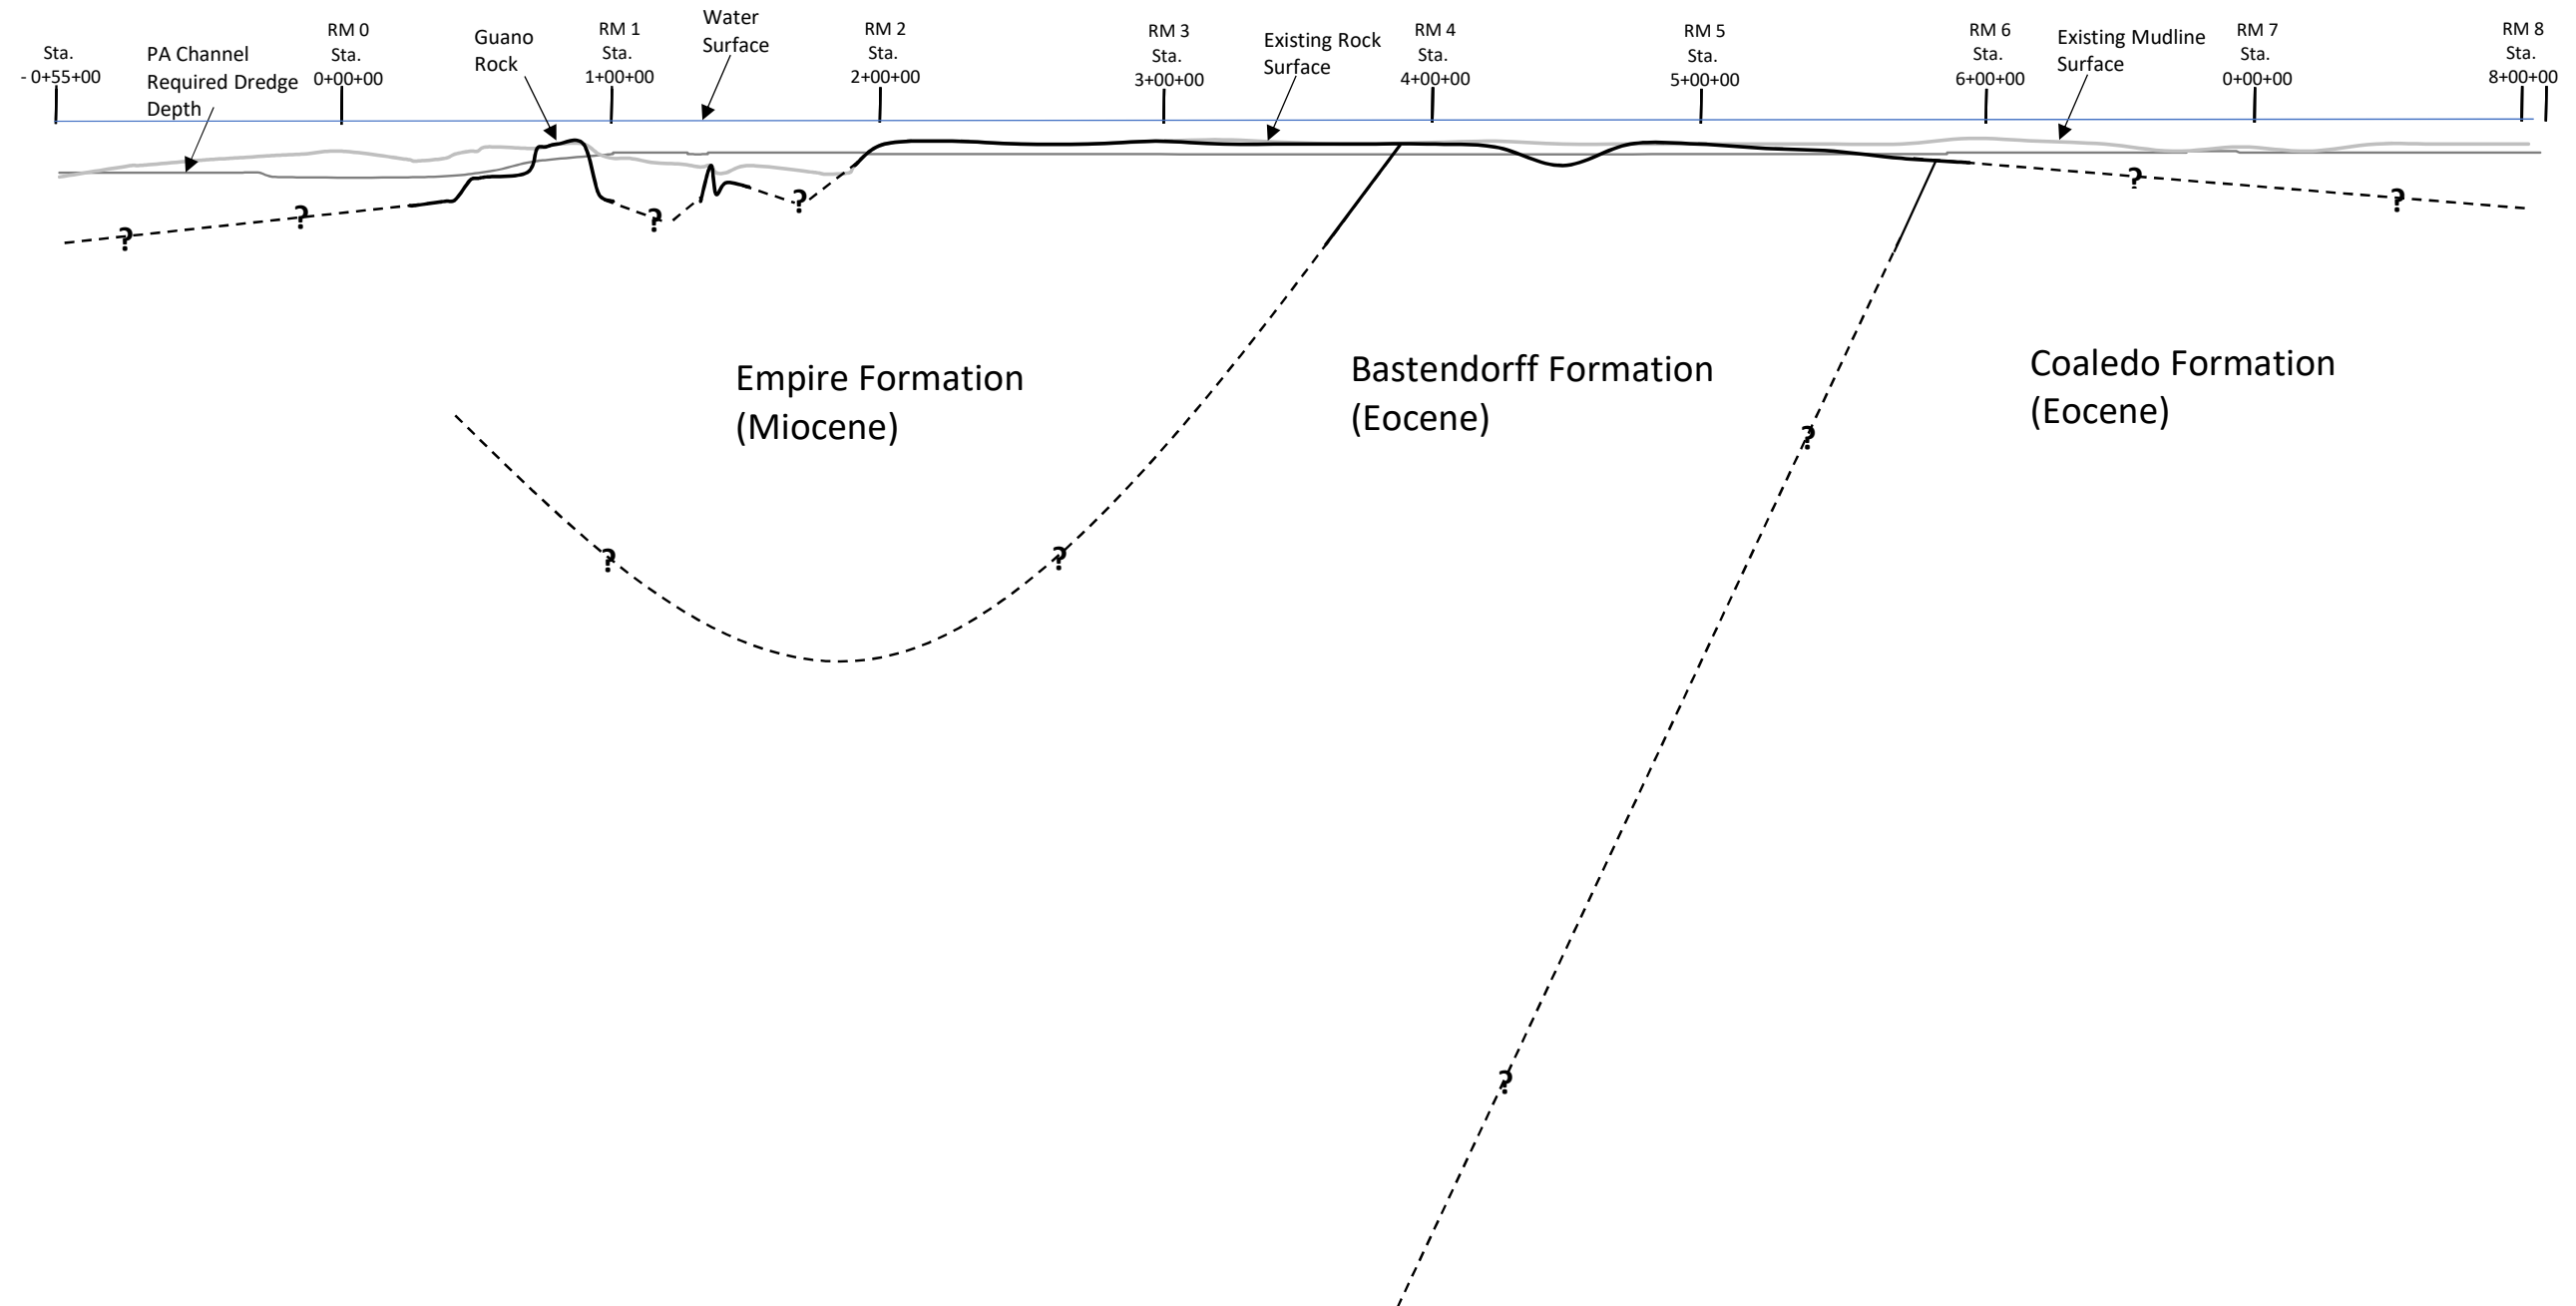 Sta.
- 0+55+00
PA Channel
Required Dredge
Depth
RM 0
Sta.
0+00+00
Guano
Rock
RM 1
Sta.
1+00+00
Water
Surface
RM 2
Sta.
2+00+00
RM 3
Sta.
3+00+00
Existing Rock
Surface
RM 4
Sta.
4+00+00
RM 5
Sta.
5+00+00
RM 6
Sta.
6+00+00
Existing Mudline
Surface
RM 7
Sta.
0+00+00
RM 8
Sta.
8+00+00
?
?
?
?
?
?
Empire Formation
(Miocene)
Bastendorff Formation
(Eocene)
Coaledo Formation
(Eocene)
?
?
?
?